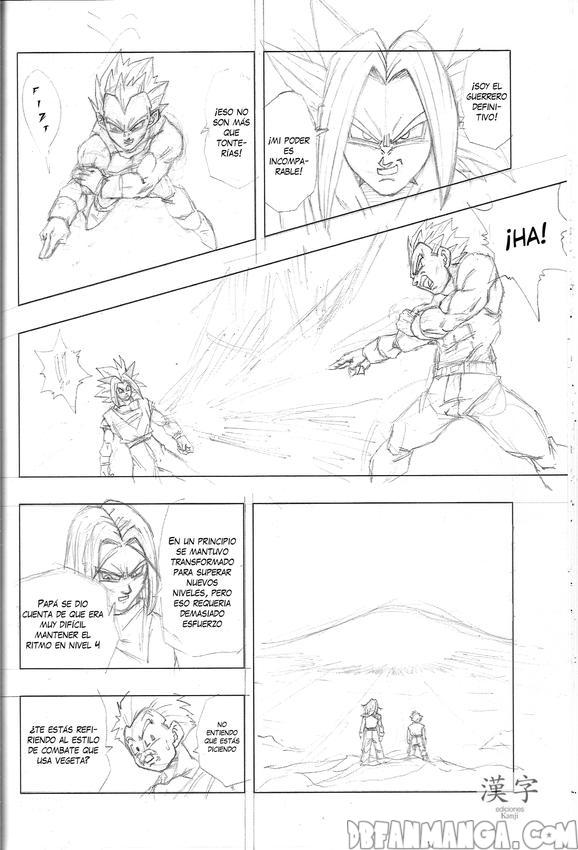 ¡SOY EL
GUERRERO
DEFINI-
TIVO!
¡MI PODER
ES
INCOMPA-
RABLE!
¡ESO NO
SON MÁS
QUE
TONTE-
RÍAS!
¡HA!
EN UN PRINCIPIO
SE MANTUVO
TRANSFORMADO
PARA SUPERAR
NUEVOS
NIVELES, PERO
ESO REQUERIA
DEMASIADO
ESFUERZO
PAPÁ SE DIO
CUENTA DE QUE ERA
MUY DIFÍCIL
MANTENER EL
RITMO EN NIVEL 4
NO
ENTIENDO
QUE ESTÁS
DICIENDO
¿TE ESTÁS REFI-
RIENDO AL ESTILO
DE COMBATE QUE
USA VEGETA?
漢字
ediciones
Kanji
DBFANMANGA.COM